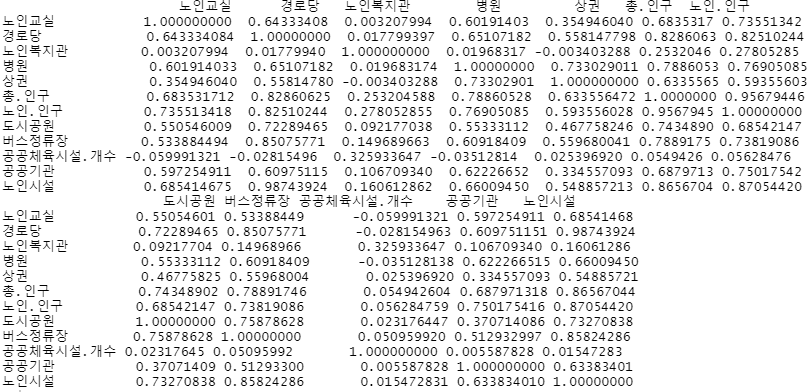 노인교실 경로당 노인복지관 병원 상권 총.인구 노인.인구
노인교실 1.000000000 0.64333408 0.003207994 0.60191403 0.354946040 0.6835317 0.73551342
경로당 0.643334084 1.00000000 0.017799397 0.65107182 0.558147798 0.8286063 0.82510244
노인복지관 0.003207994 0.01779940 1.000000000 0.01968317 -0.003403288 0.2532046 0.27805285
병원 0.601914033 0.65107182 0.019683174 1.00000000 0.733029011 0.7886053 0.76905085
상권 0.354946040 0.55814780 -0.003403288 0.73302901 1.000000000 0.6335565 0.59355603
총.인구 0.683531712 0.82860625 0.253204588 0.78860528 0.633556472 1.0000000 0.95679446
노인.인구 0.735513418 0.82510244 0.278052855 0.76905085 0.593556028 0.9567945 1.00000000
도시공원 0.550546009 0.72289465 0.092177038 0.55333112 0.467758246 0.7434890 0.68542147
버스정류장 0.533884494 0.85075771 0.149689663 0.60918409 0.559680041 0.7889175 0.73819086
공공체육시설.개수 -0.059991321 -0.02815496 0.325933647 -0.03512814 0.025396920 0.0549426 0.05628476
공공기관 0.597254911 0.60975115 0.106709340 0.62226652 0.334557093 0.6879713 0.75017542
노인시설 0.685414675 0.98743924 0.160612862 0.66009450 0.548857213 0.8656704 0.87054420
도시공원 버스정류장 공공체육시설.개수 공공기관 노인시설
노인교실 0.55054601 0.53388449 -0.059991321 0.597254911 0.68541468
경로당 0.72289465 0.85075771 -0.028154963 0.609751151 0.98743924
노인복지관 0.09217704 0.14968966 0.325933647 0.106709340 0.16061286
병원 0.55333112 0.60918409 -0.035128138 0.622266515 0.66009450
상권 0.46775825 0.55968004 0.025396920 0.334557093 0.54885721
총.인구 0.74348902 0.78891746 0.054942604 0.687971318 0.86567044
노인.인구 0.68542147 0.73819086 0.056284759 0.750175416 0.87054420
도시공원 1.00000000 0.75878628 0.023176447 0.370714086 0.73270838
버스정류장 0.75878628 1.00000000 0.050959920 0.512932997 0.85824286
공공체육시설.개수 0.02317645 0.05095992 1.000000000 0.005587828 0.01547283
공공기관 0.37071409 0.51293300 0.005587828 1.000000000 0.63383401
노인시설 0.73270838 0.85824286 0.015472831 0.633834010 1.00000000